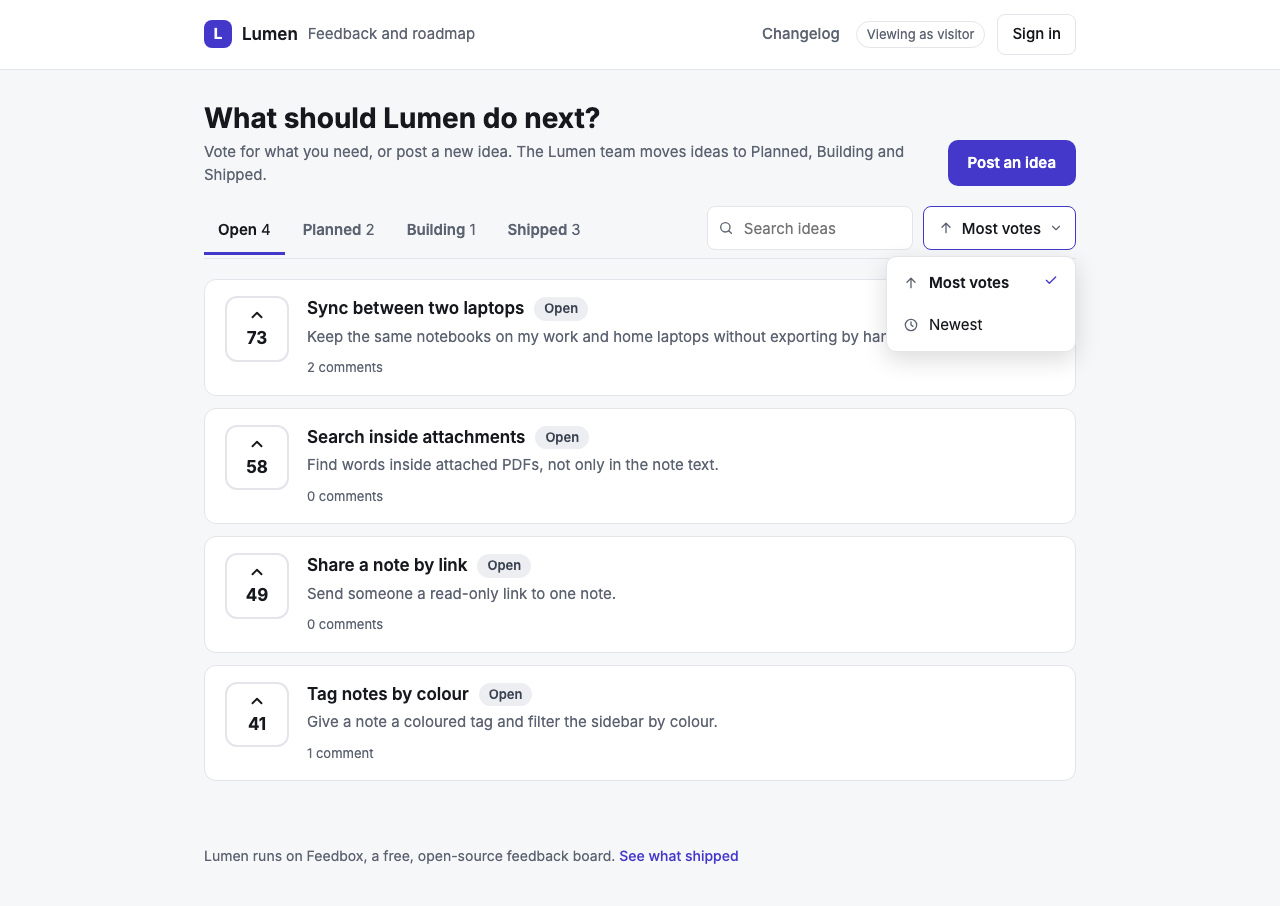 L Lumen Feedback and roadmap Changelog Viewing as visitor Sign in
What should Lumen do next?
Vote for what you need, or post a new idea. The Lumen team moves ideas to Planned, Building and
Shipped.
Post an idea
Open 4 Planned 2 Building 1 Shipped 3 Search ideas Most votes
Most votes
Newest
Sync between two laptops Open
73
Keep the same notebooks on my work and home laptops without exporting by
2 comments
Search inside attachments Open
58
Find words inside attached PDFs, not only in the note text.
0 comments
Share a note by link Open
49
Send someone a read-only link to one note.
0 comments
Tag notes by colour Open
41
Give a note a coloured tag and filter the sidebar by colour.
1 comment
Lumen runs on Feedbox, a free, open-source feedback board. See what shipped